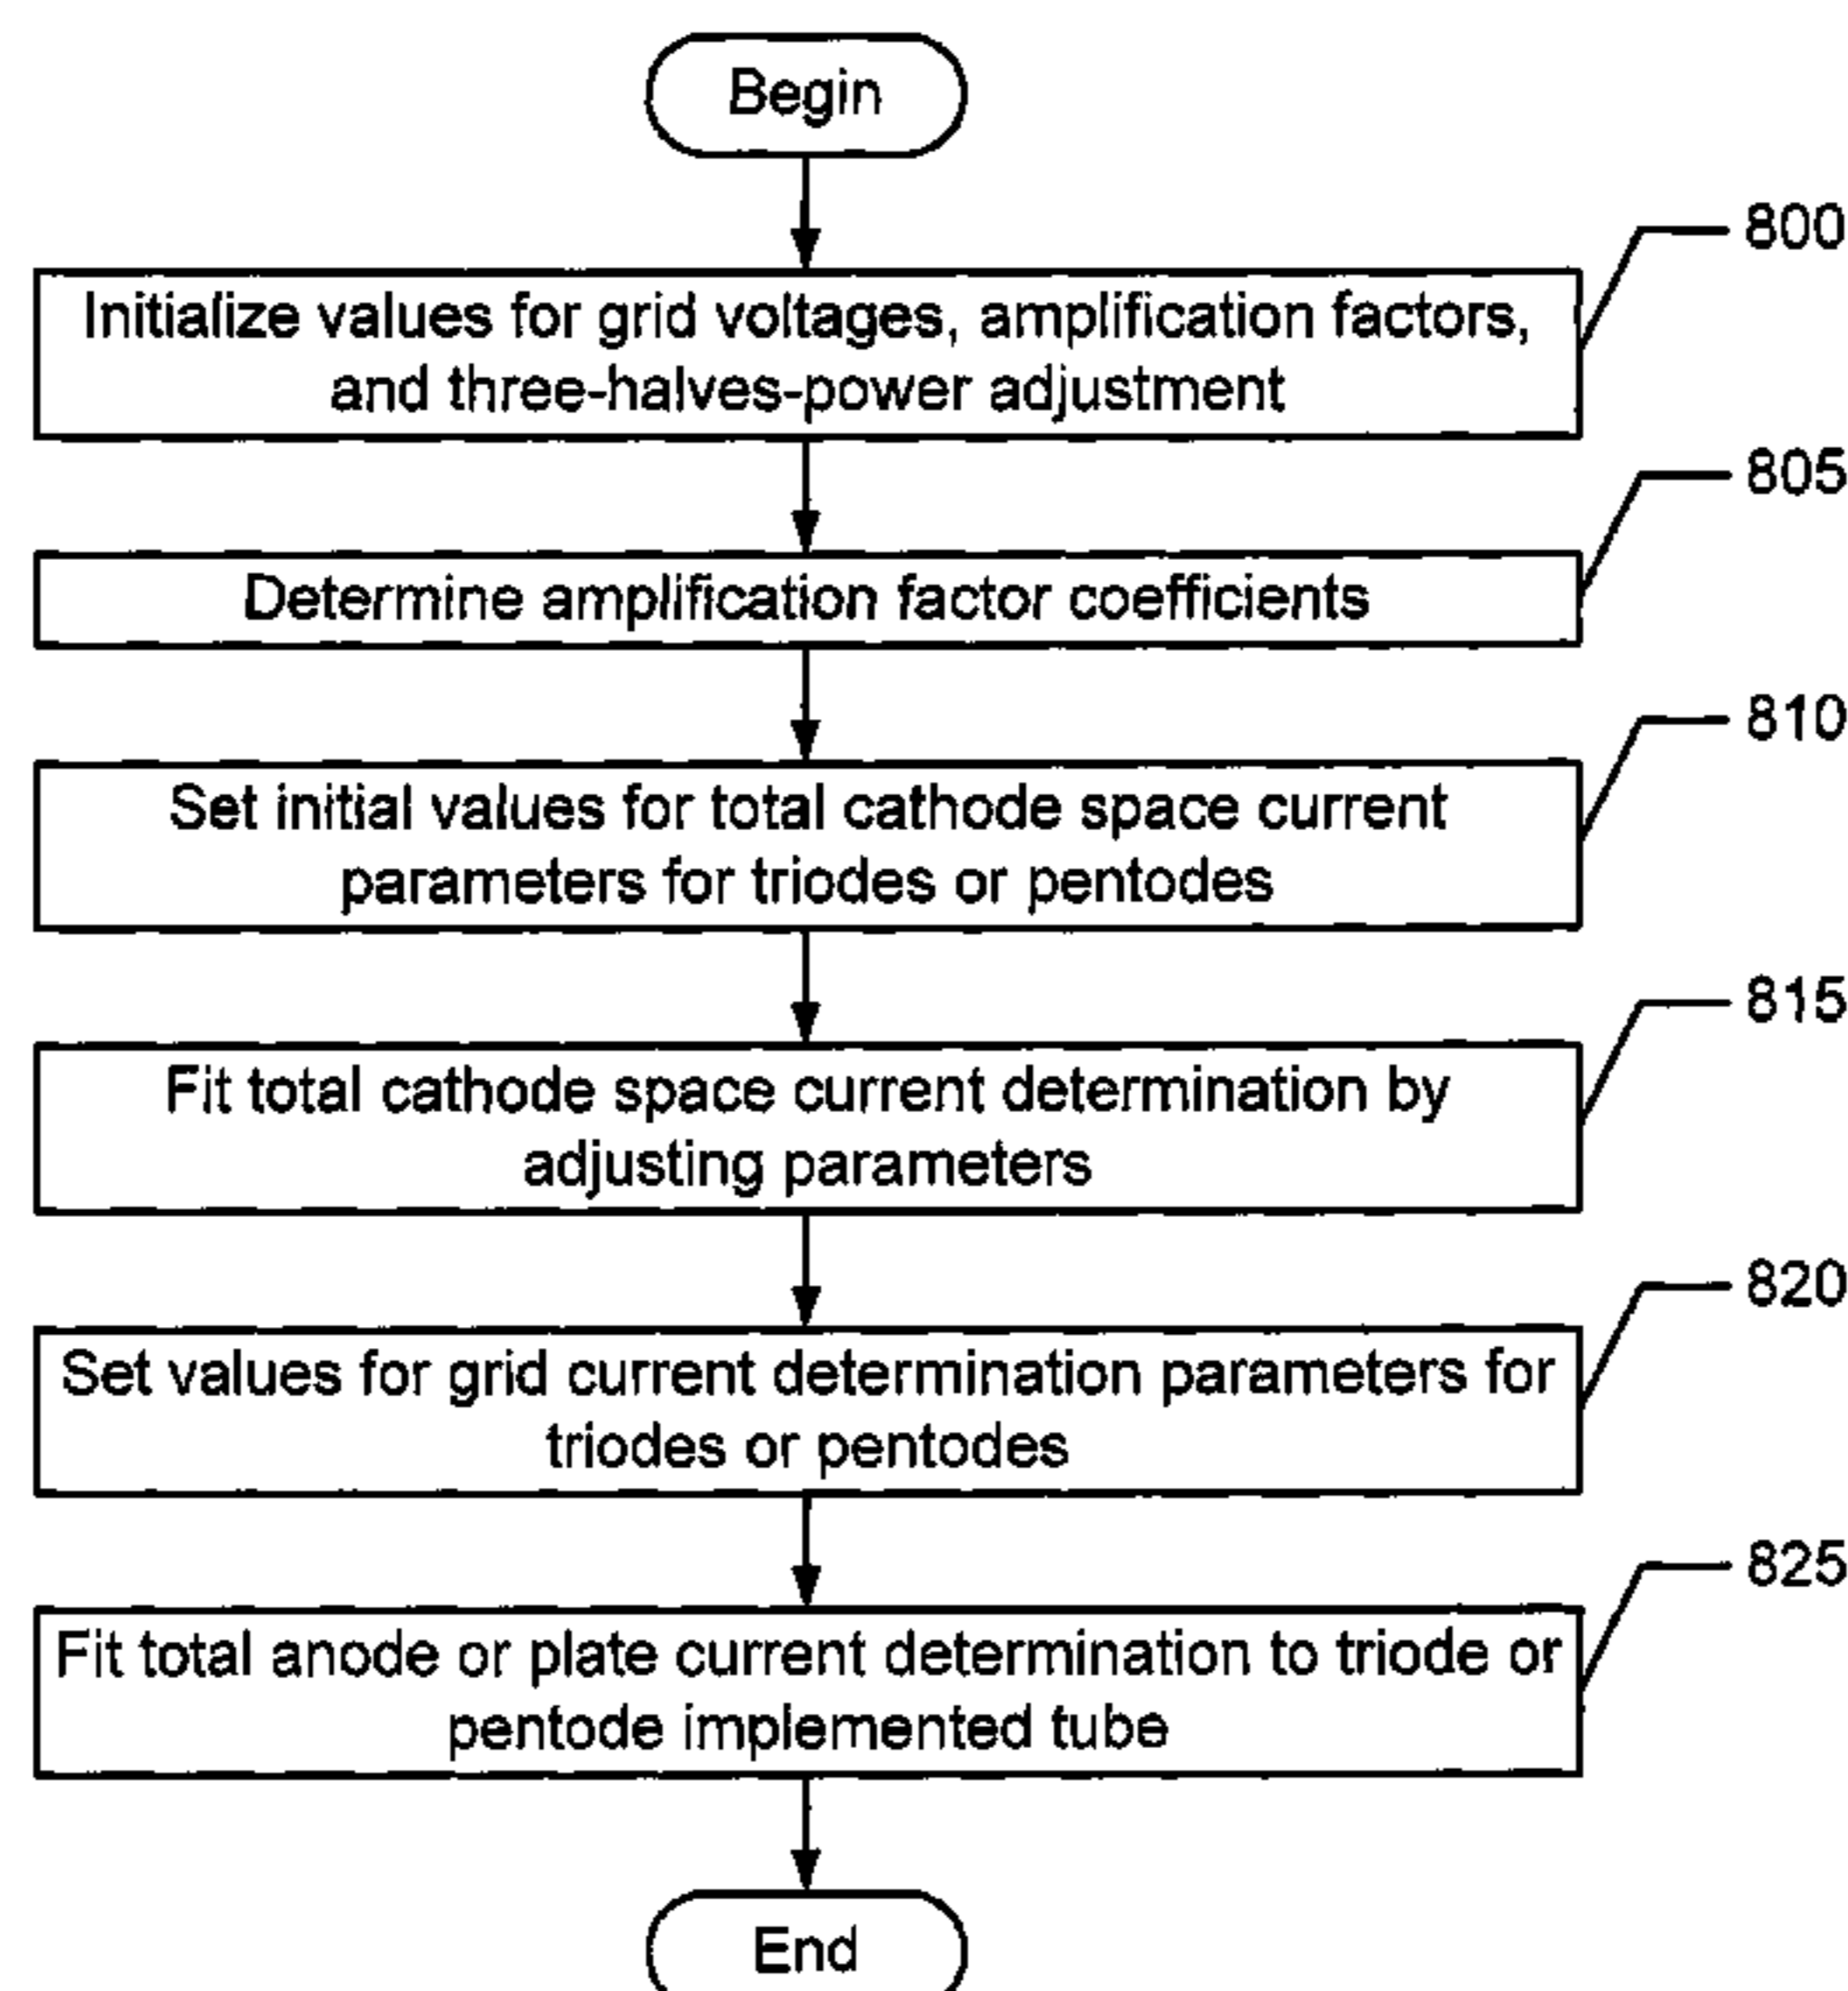 Begin
800
Initialize values for grid voltages, amplification factors,
and three-halves-power adjustment
805
Determine amplification factor coefficients
810
Set initial values for total cathode space current
parameters for triodes or pentodes
815
Fit total cathode space current determination by
adjusting parameters
820
Set values for grid current determination parameters for
triodes or pentodes
825
Fit total anode or plate current determination to triode or
pentode implemented tube
End